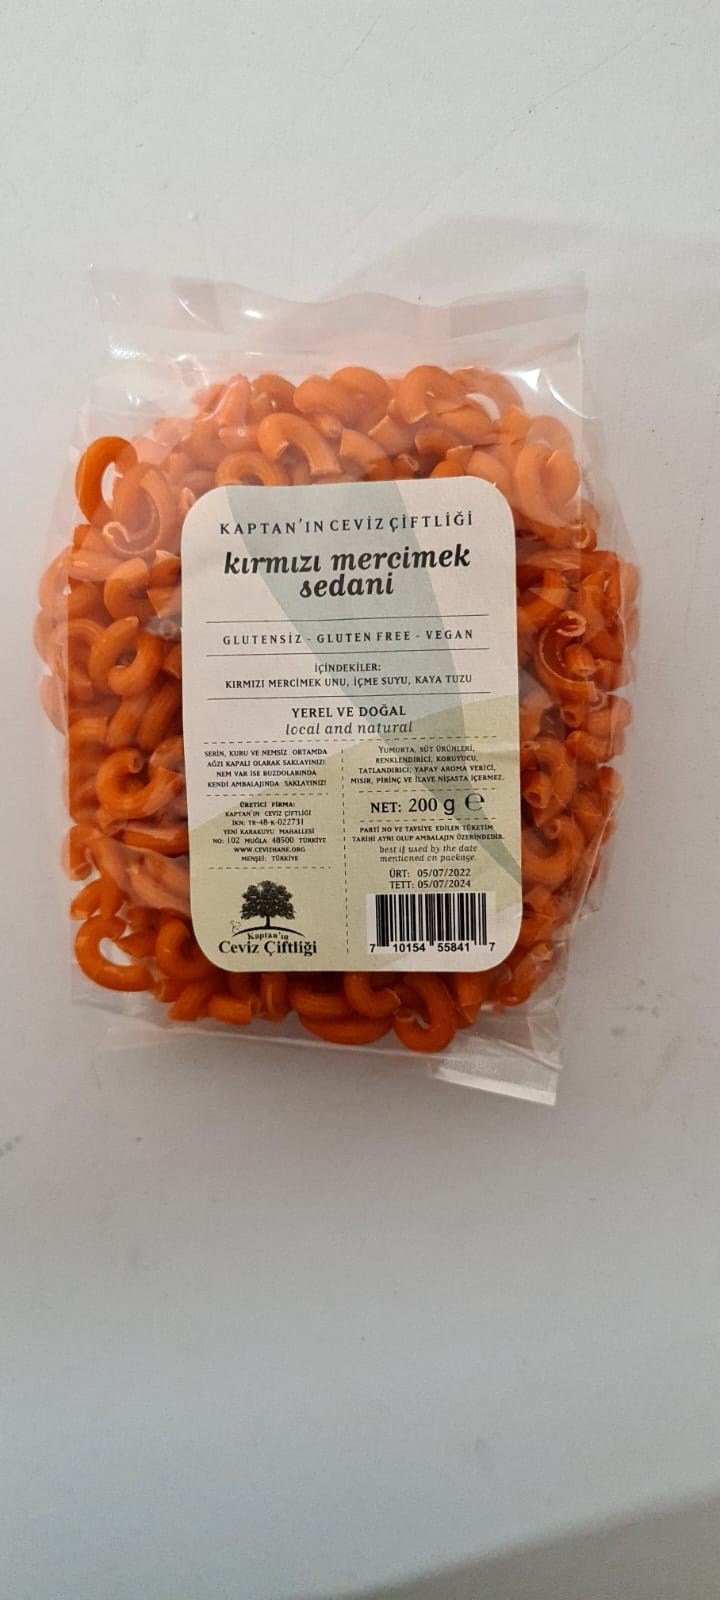 KAPTAN'IN CEVİZ ÇİFTLİĞİ
kırmızı mercimek
sedani
GLUTENSİZ - GLUTEN FREE - VEGAN
İÇİNDEKİLER:
KIRMIZI MERCIMEK UNU, İÇME SUYU, KAYA TUZU
YEREL VE DOĞAL
local and natural
SERİN, KURU VE NEMSİZ ORTAMDA
AĞZI KAPALI OLARAK SAKLAYINIZ!
NEM VAR İSE BUZDOLABINDA
KENDİ AMBALAJINDA SAKLAYINIZ!
ÜRETİCİ FİRMA:
KAPTAN'IN CEVİZ ÇİFTLİĞİ
İKN: TR-48-K-022731
YENİ KARAKUYU MAHALLESİ
NO: 102 MUĞLA 48500 TÜRKİYE
WWW.CEVIZHANE.ORG
MENŞEİ: TÜRKİYE
Kaptan'ın
Ceviz Çiftliği
YUMURTA, SÜT ÜRÜNLERİ,
RENKLENDİRİCİ, KORUYUCU,
TATLANDIRICI, YAPAY AROMA VERİCİ,
MISIR, PİRİNÇ VE İLAVE NİŞASTA İÇERMEZ.
NET: 200 g ℮
PARTİ NO VE TAVSİYE EDİLEN TÜKETİM
TARİHİ AYNI OLUP AMBALAJIN ÜZERİNDEDİR.
best if used by the date
mentioned on package.
ÜRT: 05/07/2022
TETT: 05/07/2024
7 10154 55841 7